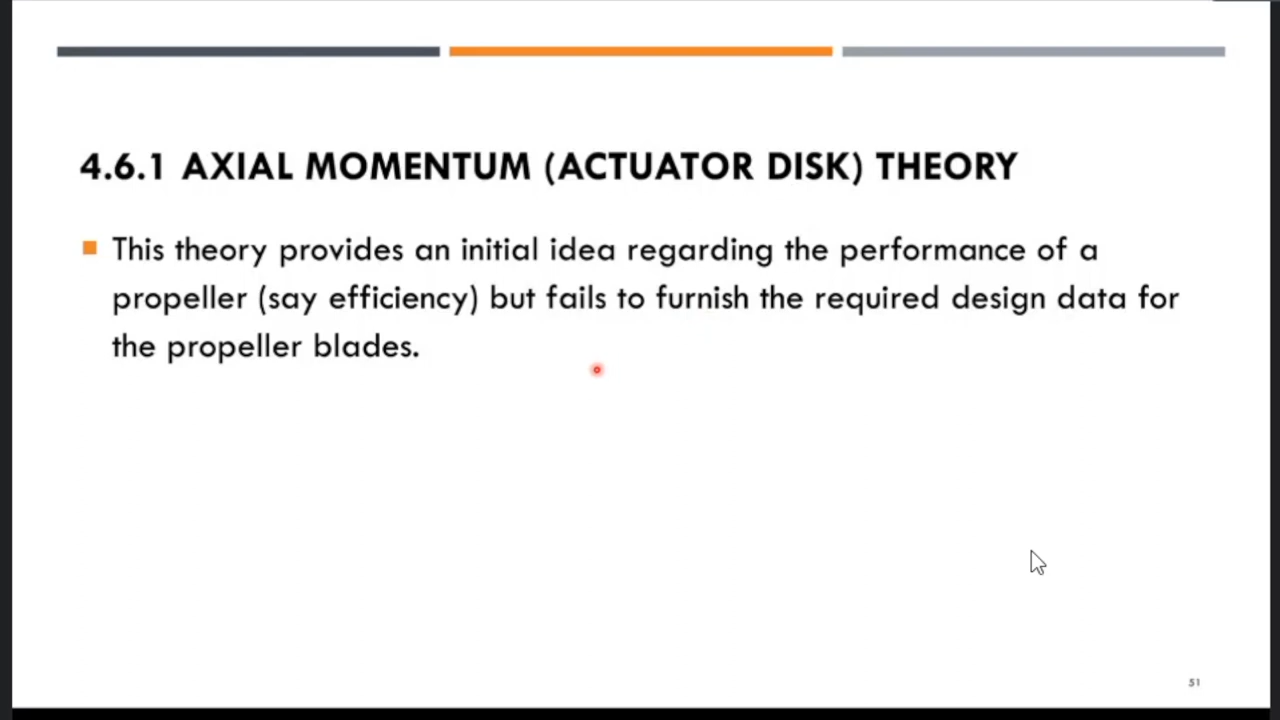 4.6.1 AXIAL MOMENTUM (ACTUATOR DISK) THEORY
This theory provides an initial idea regarding the performance of a
propeller (say efficiency) but fails to furnish the required design data for
the propeller blades.
51